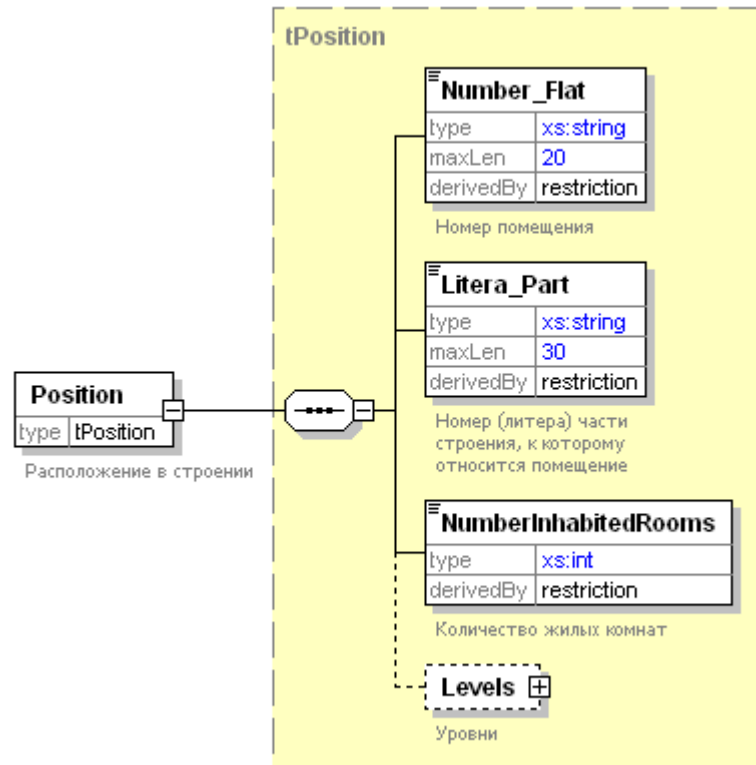 tPosition
Number_Flat
type xs:string
maxLen 20
derivedBy restriction
Номер помещения
Litera_Part
type xs:string
maxLen 30
derivedBy restriction
Номер (литера) части
строения, к которому
относится помещение
Position
type tPosition
Расположение в строении
NumberInhabitedRooms
type xs:int
derivedBy restriction
Количество жилых комнат
Levels
Уровни